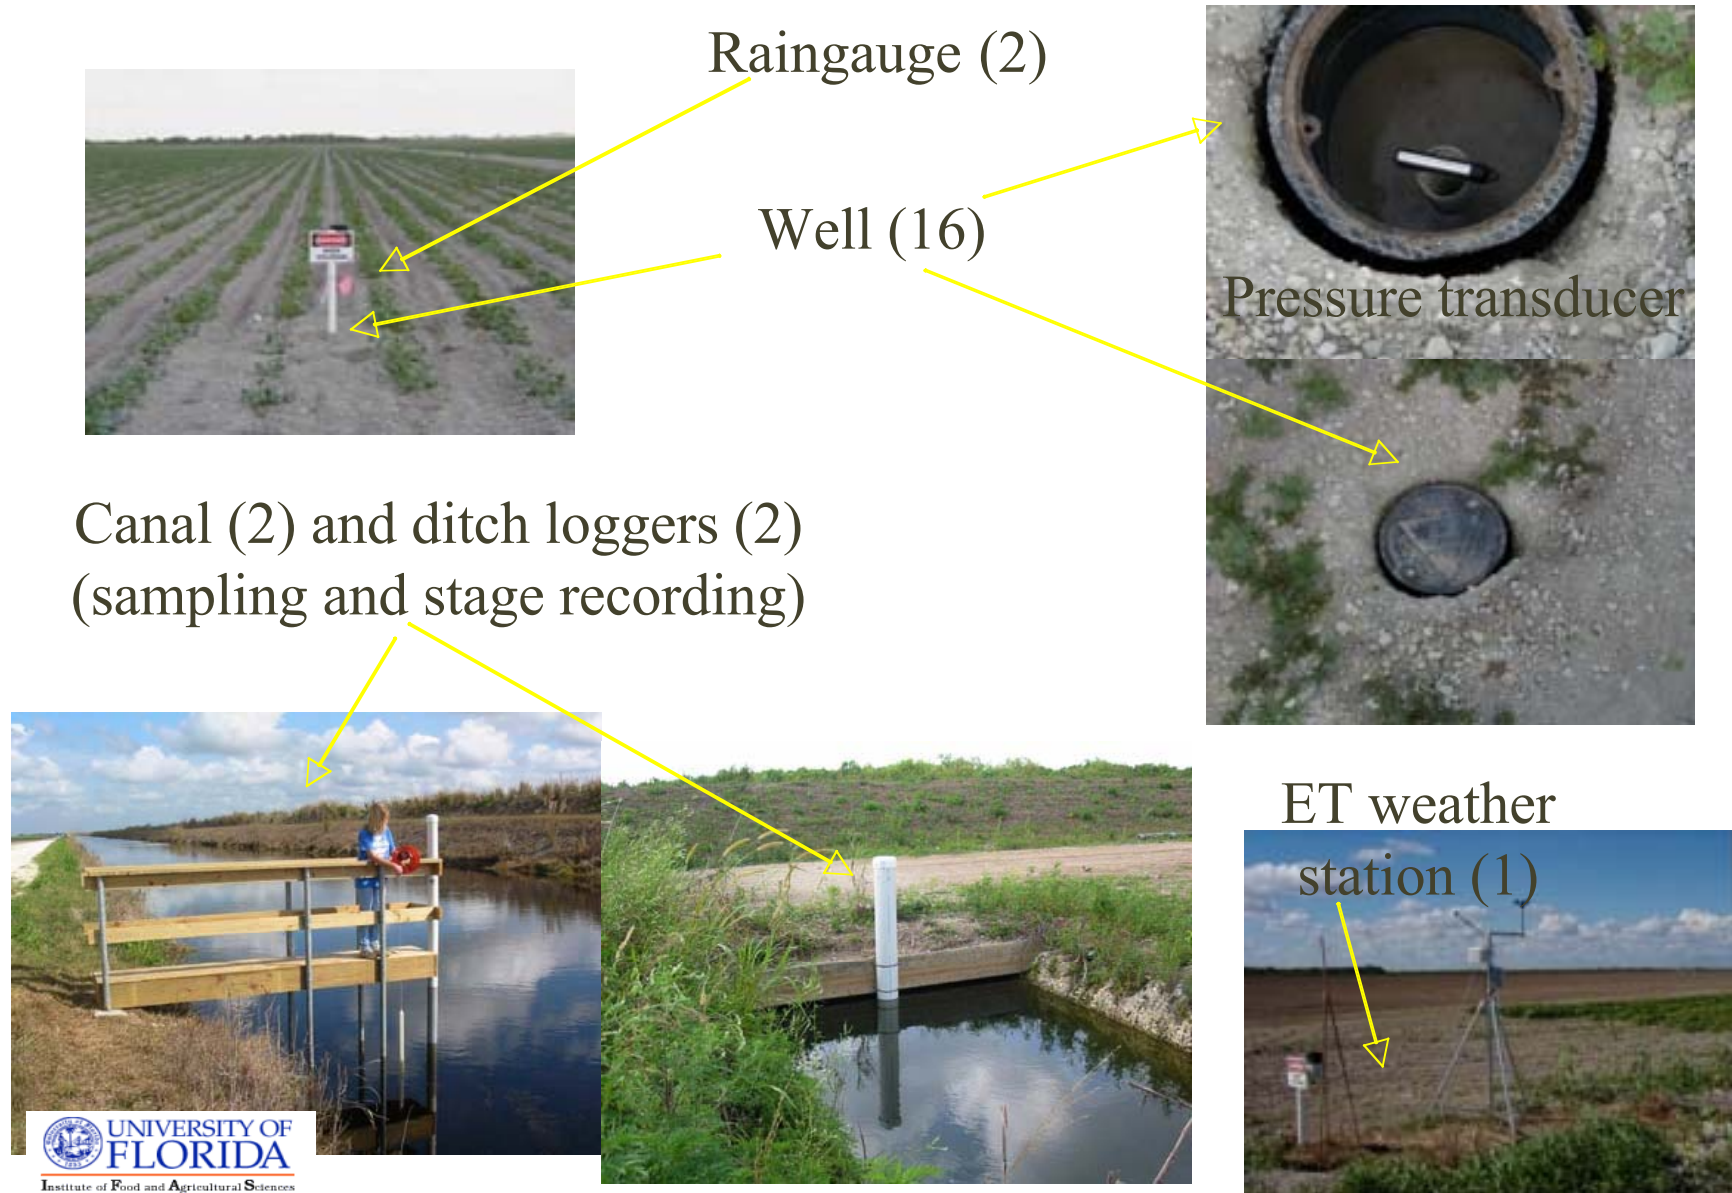 Raingauge (2)
Well (16)
Pressure transducer
Canal (2) and ditch loggers (2)
(sampling and stage recording)
ET weather
station (1)
UNIVERSITY OF
FLORIDA
Institute of Food and Agricultural Sciences